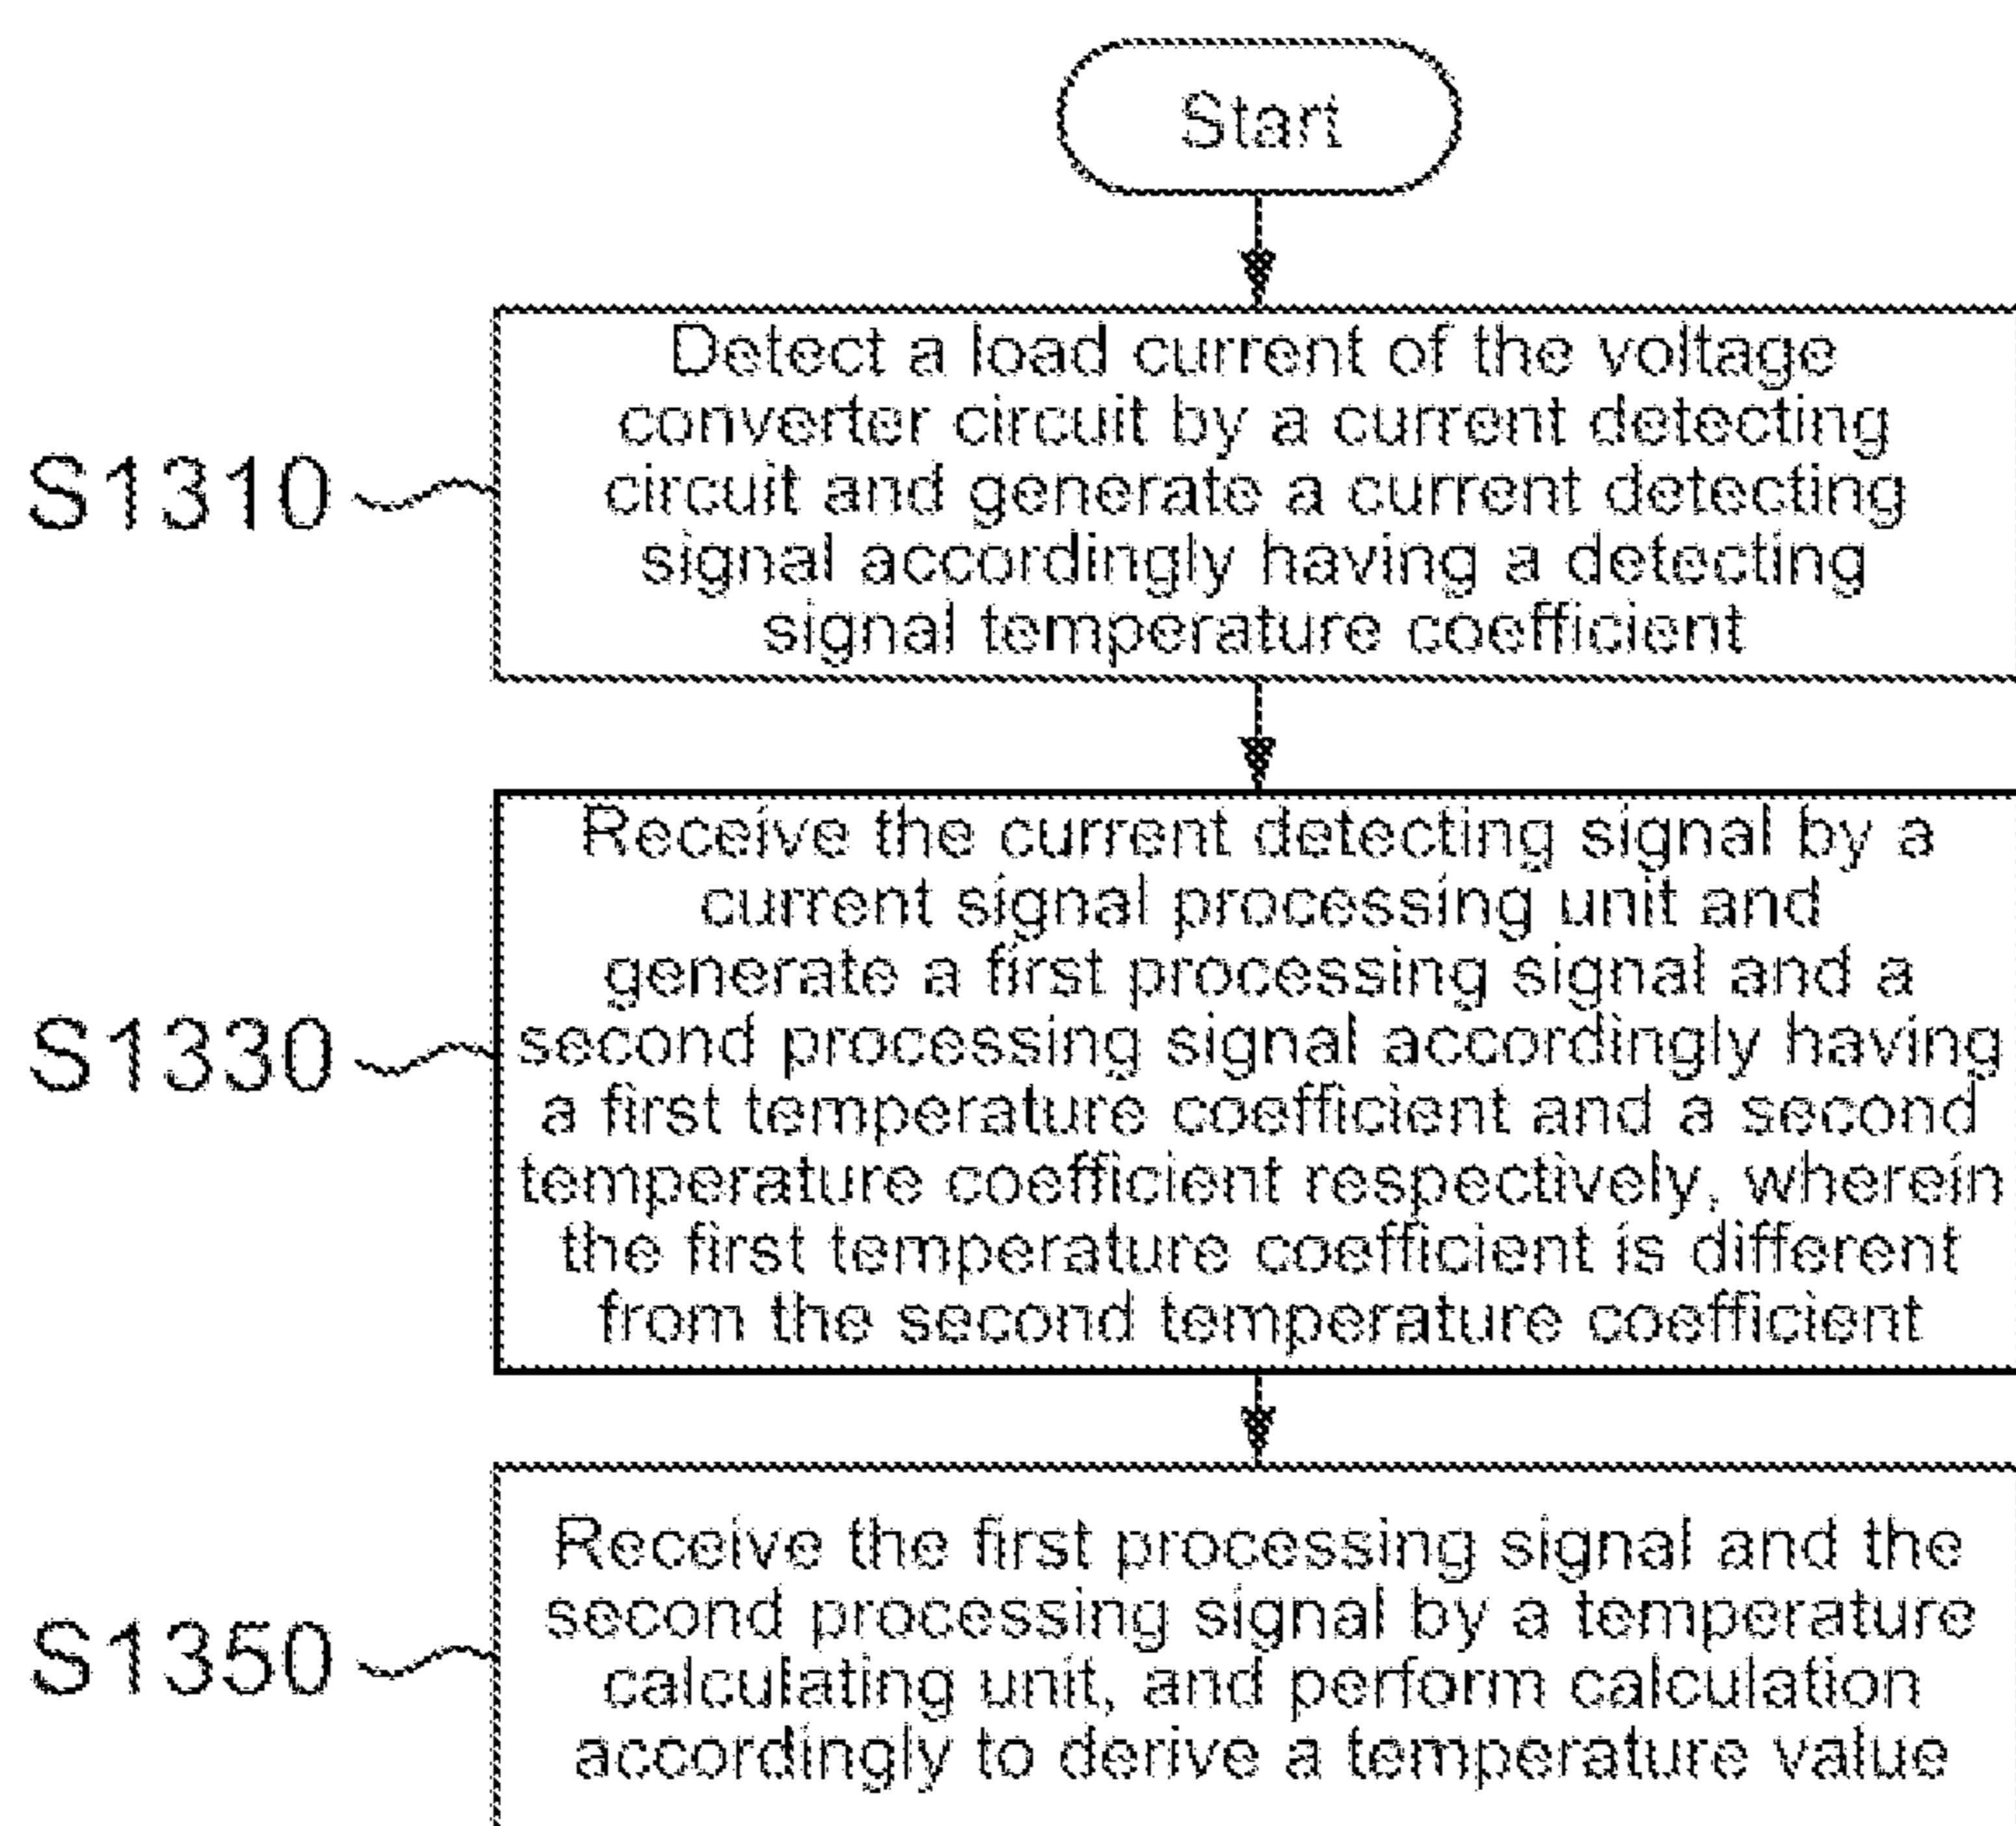 Start
Detect a load current of the voltage
converter circuit by a current detecting
circuit and generate a current detecting
signal accordingly having a detecting
signal temperature coefficient
S1310
Receive the current detecting signal by a
current signal processing unit and
generate a first processing signal and a
second processing signal accordingly having
a first temperature coefficient and a second
temperature coefficient respectively, wherein
the first temperature coefficient is different
from the second temperature coefficient
S1330
Receive the first processing signal and the
second processing signal by a temperature
calculating unit, and perform calculation
accordingly to derive a temperature value
S1350